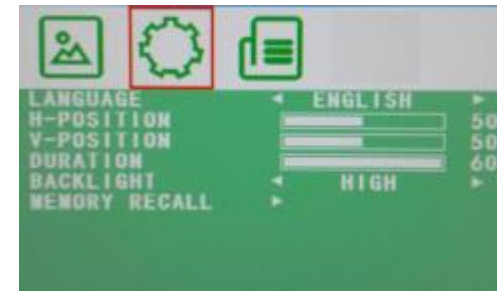 LANGUAGE ENGLISH
H-POSITION 50
V-POSITION 50
DURATION 60
BACKLIGHT HIGH
MEMORY RECALL